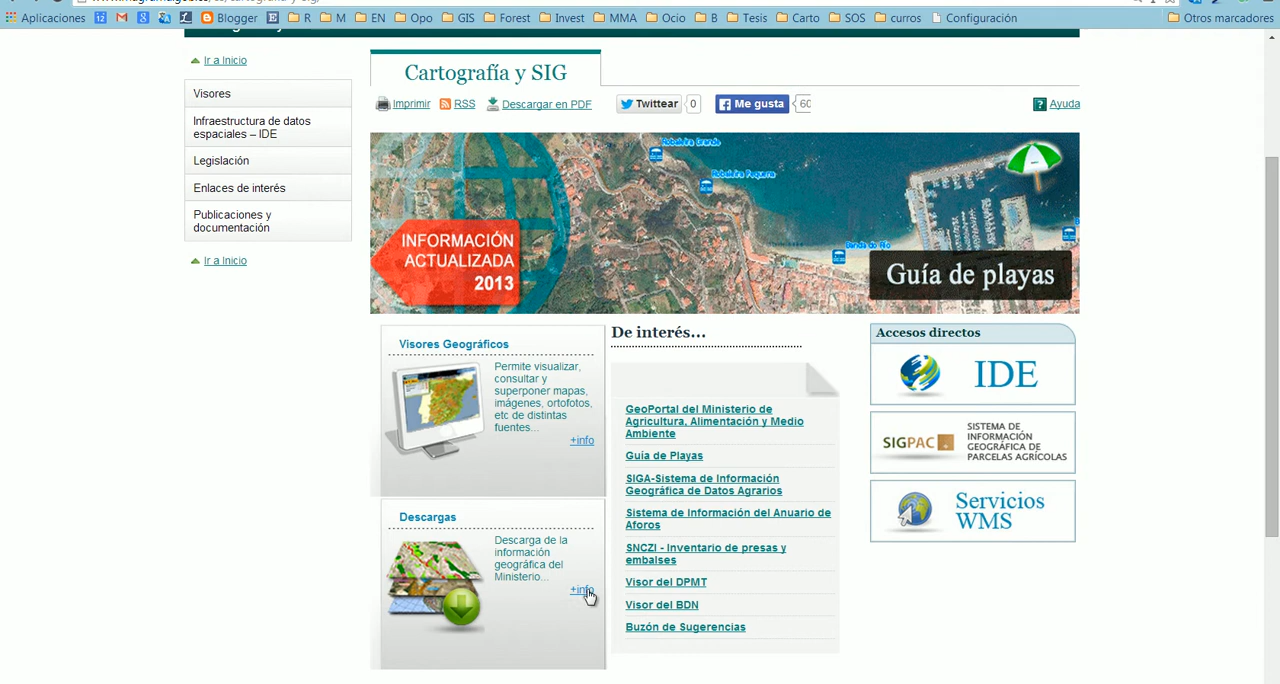 Aplicaciones
12
8
Blogger
E
R
M
EN
Opo
GIS
Forest
Invest
MMA
Ocio
B
Tesis
Carto
SOS
curros
Configuración
Otros marcadores
Ir a Inicio
Visores
Infraestructura de datos
espaciales – IDE
Legislación
Enlaces de interés
Publicaciones y
documentación
Ir a Inicio
Cartografía y SIG
Imprimir
RSS
Descargar en PDF
Twittear
0
Me gusta
60
? Ayuda
INFORMACIÓN
ACTUALIZADA
2013
Guía de playas
Visores Geográficos
Permite visualizar,
consultar y
superponer mapas,
imágenes, ortofotos,
etc de distintas
fuentes...
+info
Descargas
Descarga de la
información
geográfica del
Ministerio...
+info
De interés...
GeoPortal del Ministerio de
Agricultura, Alimentación y Medio
Ambiente
Guía de Playas
SIGA-Sistema de Información
Geográfica de Datos Agrarios
Sistema de Información del Anuario de
Aforos
SNCZI - Inventario de presas y
embalses
Visor del DPMT
Visor del BDN
Buzón de Sugerencias
Accesos directos
IDE
SIGPAC
SISTEMA DE
INFORMACIÓN
GEOGRÁFICA DE
PARCELAS AGRÍCOLAS
Servicios
WMS